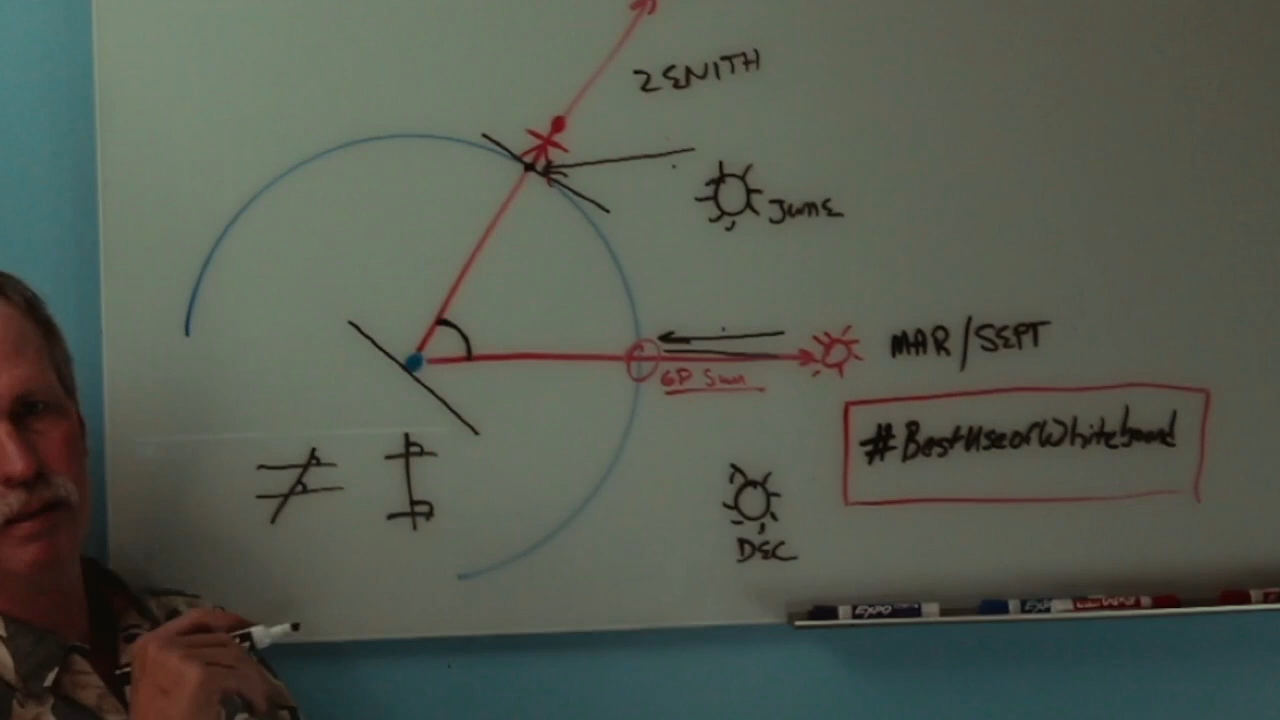 ZENITH
June
MAR/SEPT
GP Sun
#BestUseofWhiteboard
DEC
EXPO